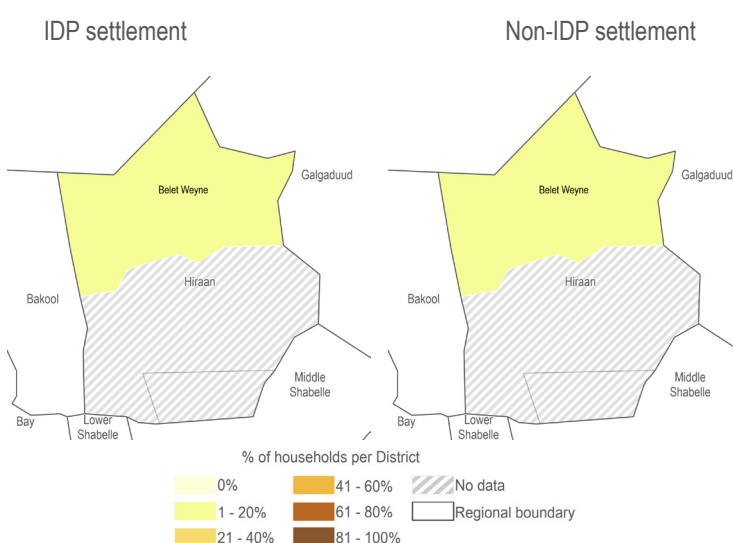 IDP settlement
Non-IDP settlement
Belet Weyne
Galgaduud
Hiraan
Bakool
Middle
Shabelle
Bay
Lower
Shabelle
Belet Weyne
Galgaduud
Hiraan
Bakool
Middle
Shabelle
Bay
Lower
Shabelle
% of households per District
0%
41 - 60%
No data
1 - 20%
61 - 80%
Regional boundary
21 - 40%
81 - 100%